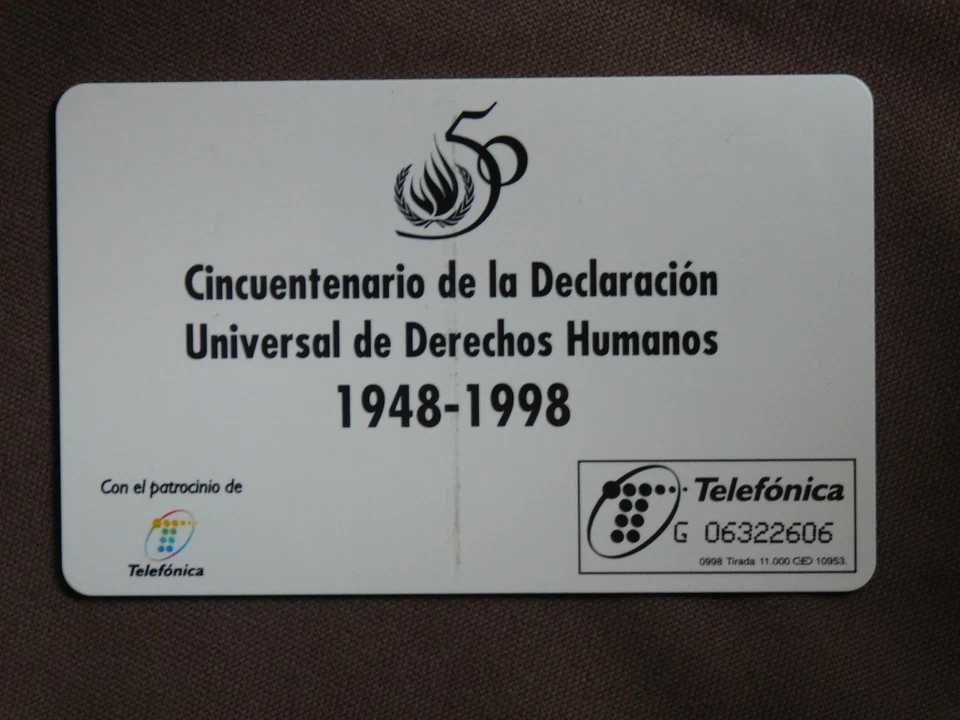 50
Cincuentenario de la Declaración
Universal de Derechos Humanos
1948-1998
Con el patrocinio de
Telefónica
Telefónica
G 06322606
0998 Tirada 11.000 GED 10953.